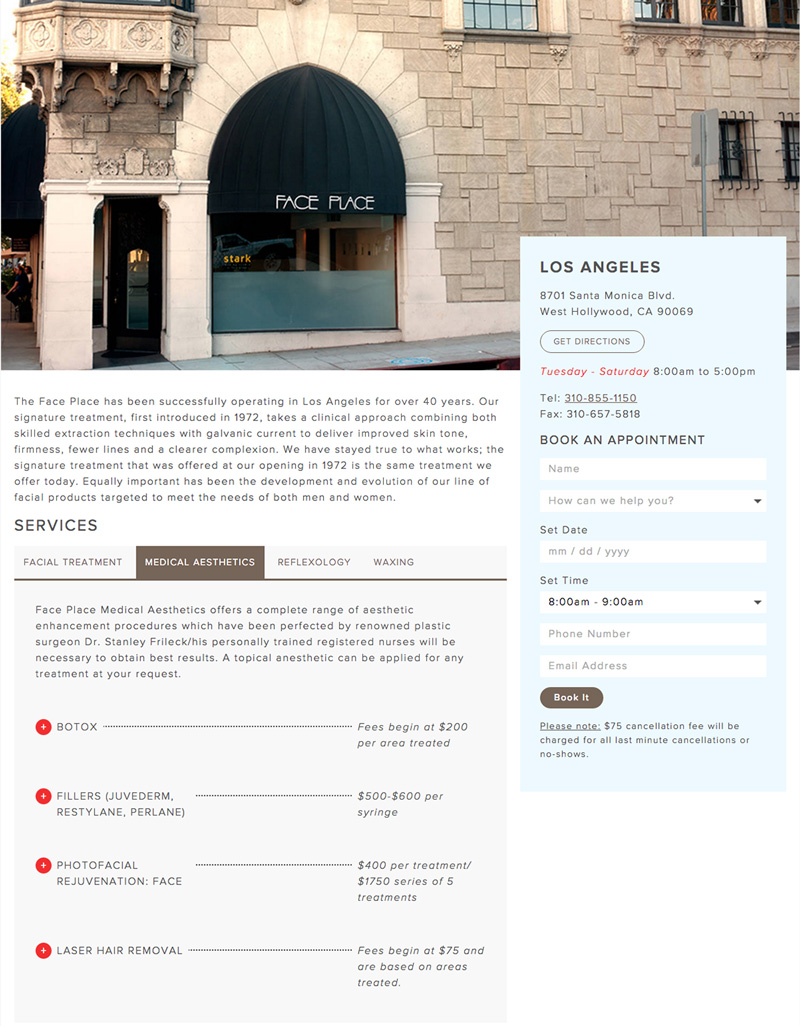 FACE PLACE
stark
LOS ANGELES
8701 Santa Monica Blvd.
West Hollywood, CA 90069
GET DIRECTIONS
Tuesday - Saturday 8:00am to 5:00pm
Tel: 310-855-1150
Fax: 310-657-5818
BOOK AN APPOINTMENT
Name
How can we help you?
Set Date
mm / dd / yyyy
Set Time
8:00am - 9:00am
Phone Number
Email Address
Book It
Please note: $75 cancellation fee will be
charged for all last minute cancellations or
no-shows.
The Face Place has been successfully operating in Los Angeles for over 40 years. Our
signature treatment, first introduced in 1972, takes a clinical approach combining both
skilled extraction techniques with galvanic current to deliver improved skin tone,
firmness, fewer lines and a clearer complexion. We have stayed true to what works; the
signature treatment that was offered at our opening in 1972 is the same treatment we
offer today. Equally important has been the development and evolution of our line of
facial products targeted to meet the needs of both men and women.
SERVICES
FACIAL TREATMENT MEDICAL AESTHETICS REFLEXOLOGY WAXING
Face Place Medical Aesthetics offers a complete range of aesthetic
enhancement procedures which have been perfected by renowned plastic
surgeon Dr. Stanley Frileck/his personally trained registered nurses will be
necessary to obtain best results. A topical anesthetic can be applied for any
treatment at your request.
+ BOTOX Fees begin at $200
per area treated
+ FILLERS (JUVEDERM, $500-$600 per
RESTYLANE, PERLANE) syringe
+ PHOTOFACIAL $400 per treatment/
REJUVENATION: FACE $1750 series of 5
treatments
+ LASER HAIR REMOVAL Fees begin at $75 and
are based on areas
treated.